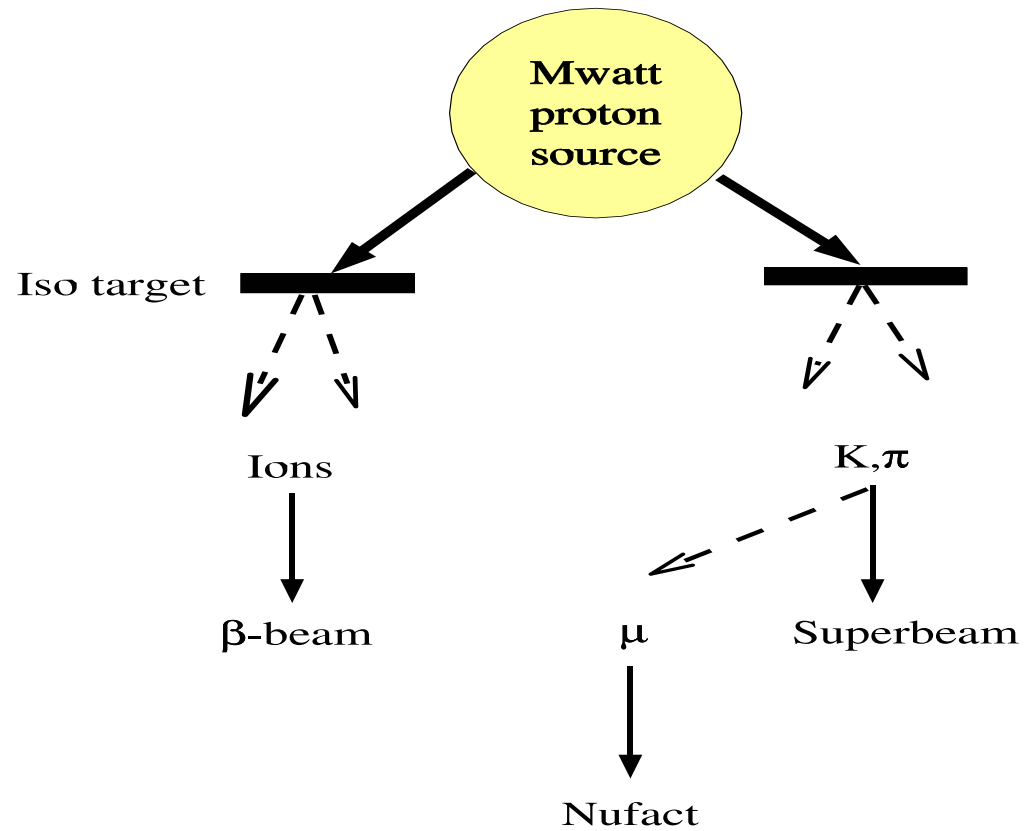 Mwatt
proton
source
Iso target
Ions
K,π
β-beam
μ
Superbeam
Nufact